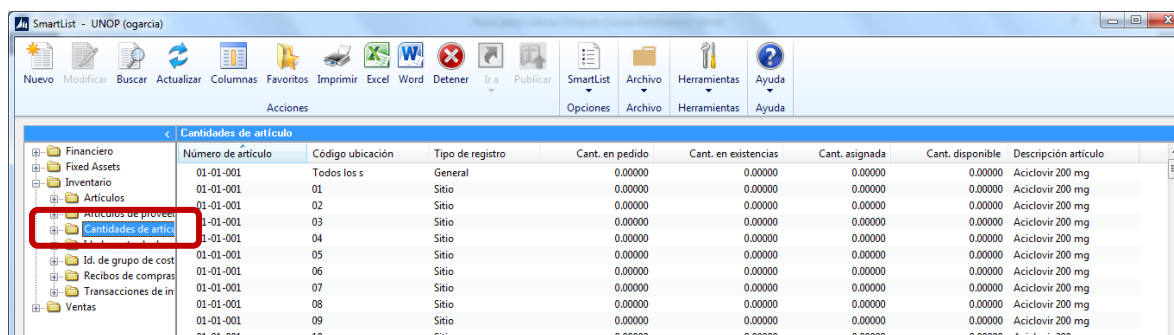 SmartList - UNOP (ogarcia)
Nuevo Modificar Buscar Actualizar Columnas Favoritos Imprimir Excel Word Detener Ir a Publicar SmartList Archivo Herramientas Ayuda
Acciones Opciones Archivo Herramientas Ayuda
Cantidades de artículo
Financiero
Fixed Assets
Inventario
Artículos
Artículos de proveed
Cantidades de artícu
Id. de grupo de cost
Recibos de compras
Transacciones de in
Ventas
Número de artículo Código ubicación Tipo de registro Cant. en pedido Cant. en existencias Cant. asignada Cant. disponible Descripción artículo
01-01-001 Todos los s General 0.00000 0.00000 0.00000 0.00000 Aciclovir 200 mg
01-01-001 01 Sitio 0.00000 0.00000 0.00000 0.00000 Aciclovir 200 mg
01-01-001 02 Sitio 0.00000 0.00000 0.00000 0.00000 Aciclovir 200 mg
01-01-001 03 Sitio 0.00000 0.00000 0.00000 0.00000 Aciclovir 200 mg
01-01-001 04 Sitio 0.00000 0.00000 0.00000 0.00000 Aciclovir 200 mg
01-01-001 05 Sitio 0.00000 0.00000 0.00000 0.00000 Aciclovir 200 mg
01-01-001 06 Sitio 0.00000 0.00000 0.00000 0.00000 Aciclovir 200 mg
01-01-001 07 Sitio 0.00000 0.00000 0.00000 0.00000 Aciclovir 200 mg
01-01-001 08 Sitio 0.00000 0.00000 0.00000 0.00000 Aciclovir 200 mg
01-01-001 09 Sitio 0.00000 0.00000 0.00000 0.00000 Aciclovir 200 mg